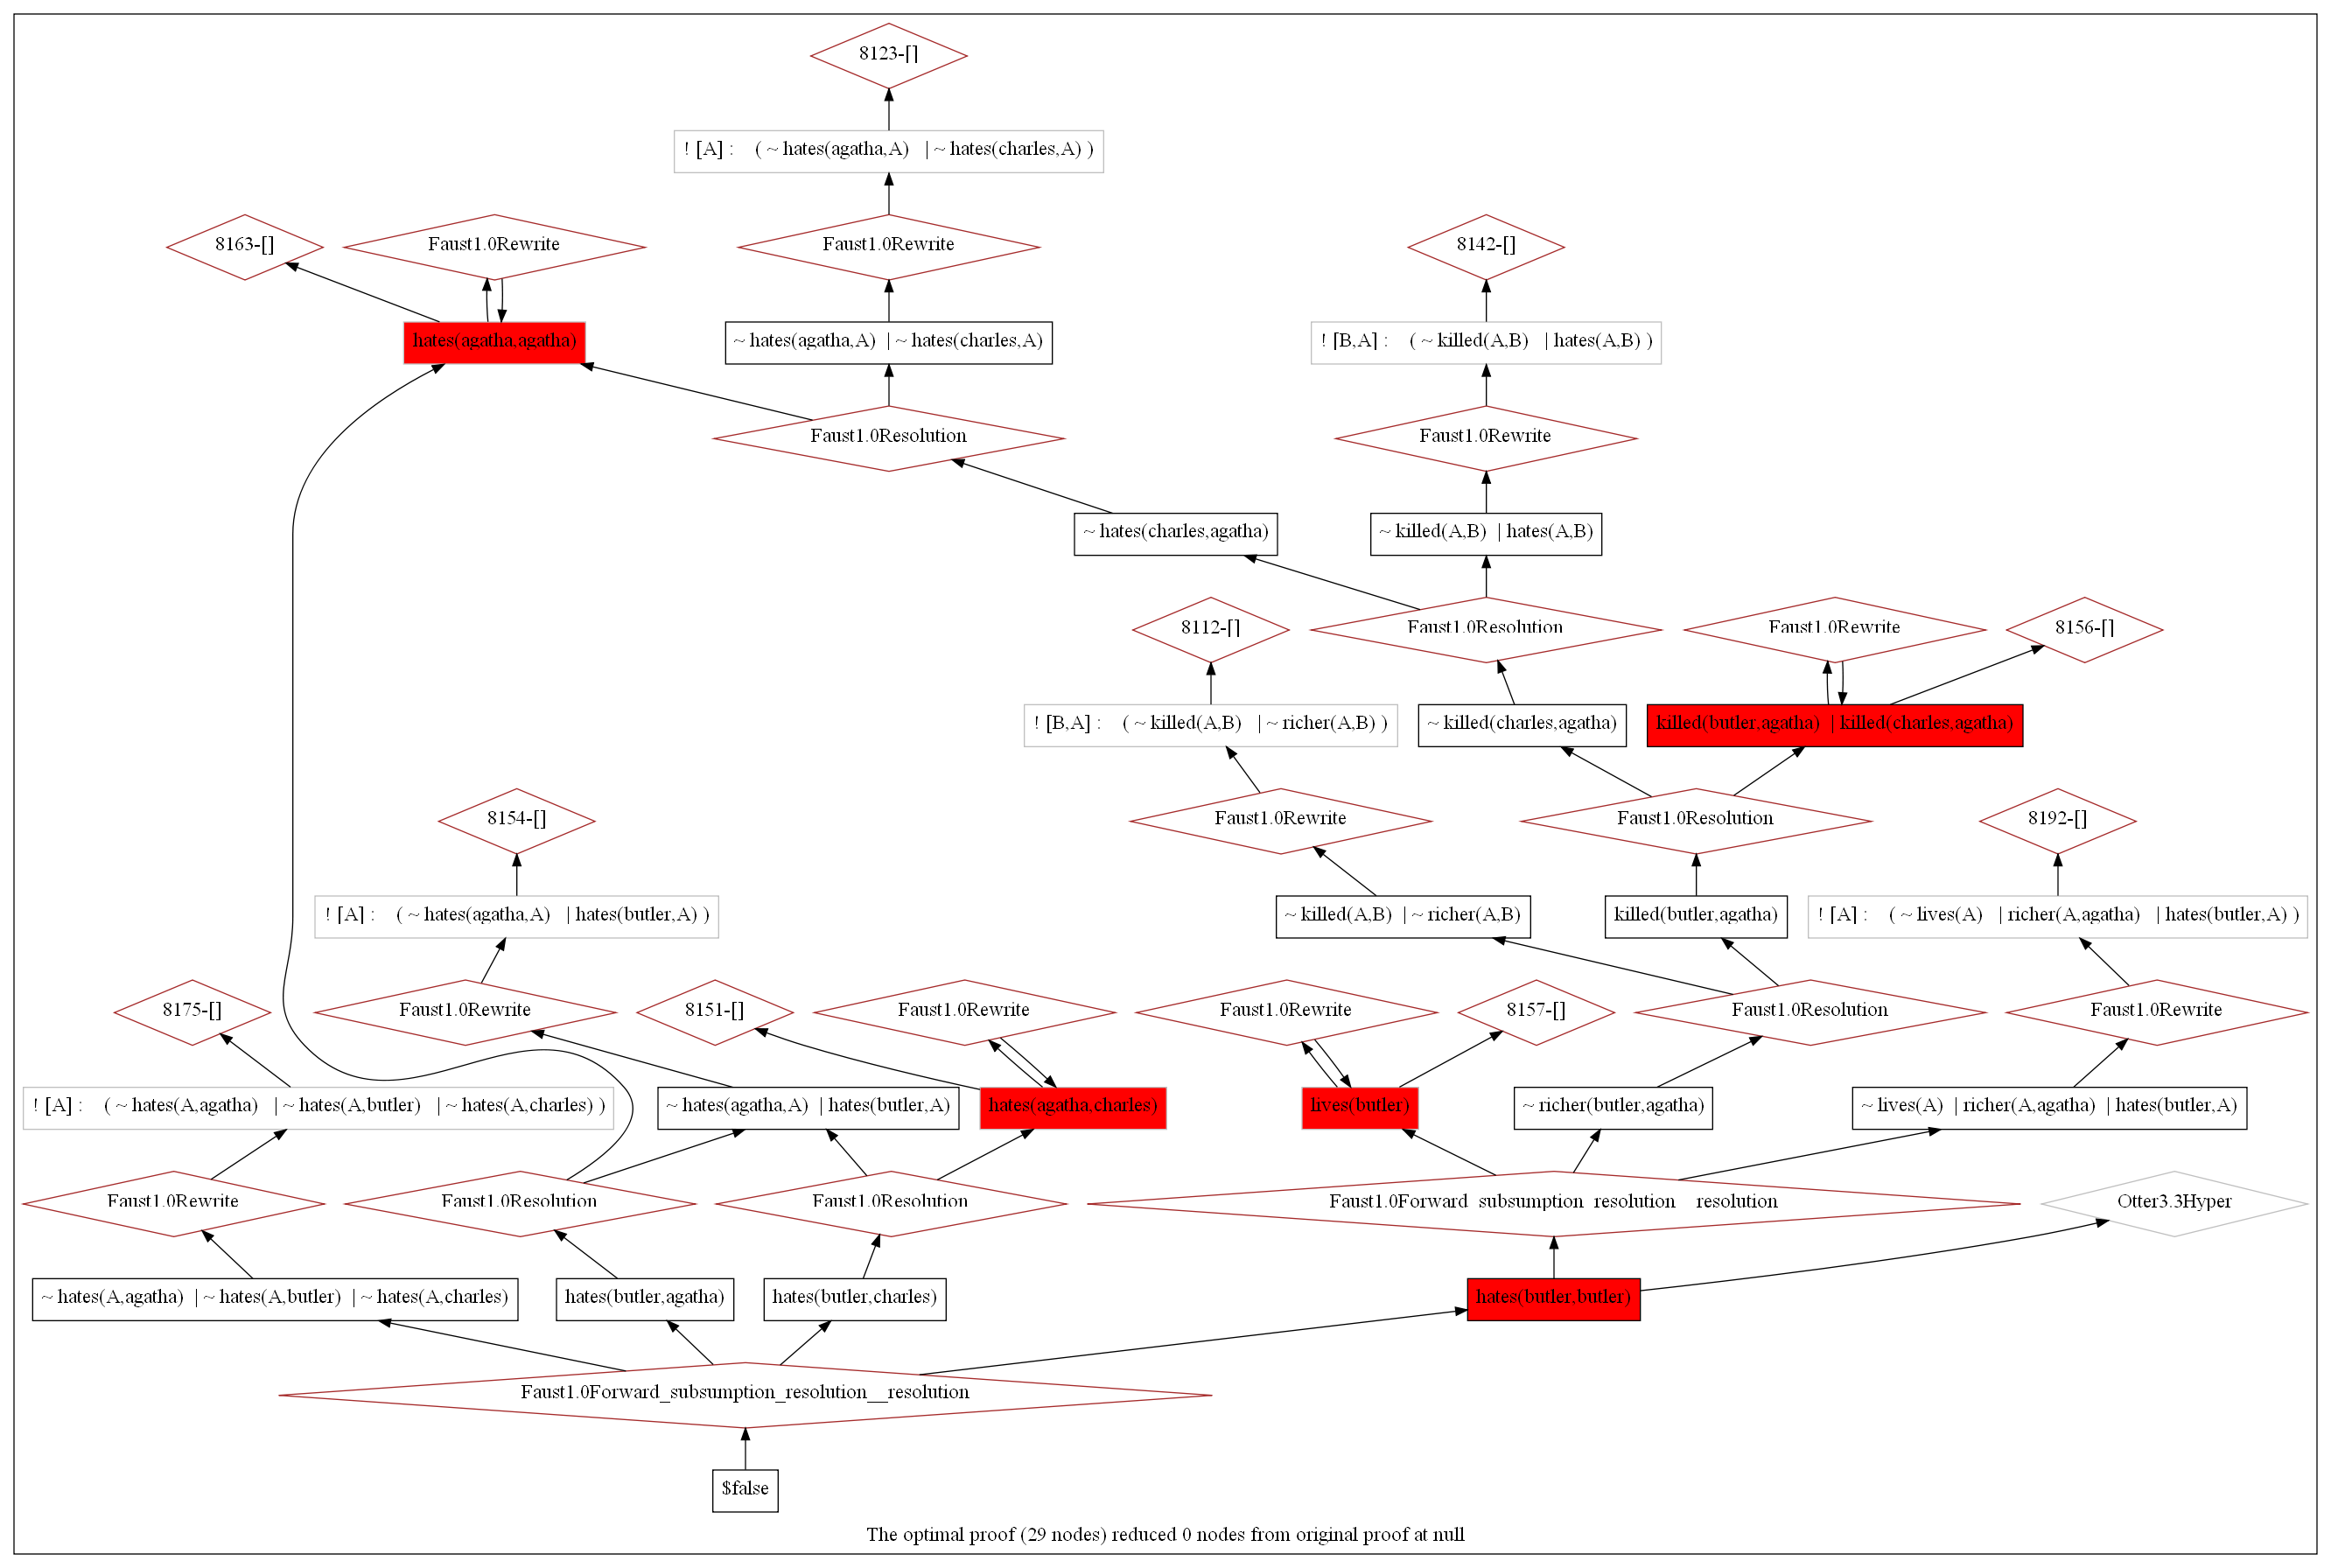 8123-[]
! [A] : ( ~ hates(agatha,A) | ~ hates(charles,A) )
8163-[]
Faust1.0Rewrite
Faust1.0Rewrite
8142-[]
hates(agatha,agatha)
~ hates(agatha,A) | ~ hates(charles,A)
! [B,A] : ( ~ killed(A,B) | hates(A,B) )
Faust1.0Resolution
Faust1.0Rewrite
~ hates(charles,agatha)
~ killed(A,B) | hates(A,B)
8112-[]
Faust1.0Resolution
Faust1.0Rewrite
8156-[]
! [B,A] : ( ~ killed(A,B) | ~ richer(A,B) )
~ killed(charles,agatha)
killed(butler,agatha) | killed(charles,agatha)
8154-[]
Faust1.0Rewrite
Faust1.0Resolution
8192-[]
! [A] : ( ~ hates(agatha,A) | hates(butler,A) )
~ killed(A,B) | ~ richer(A,B)
killed(butler,agatha)
! [A] : ( ~ lives(A) | richer(A,agatha) | hates(butler,A) )
8175-[]
Faust1.0Rewrite
8151-[]
Faust1.0Rewrite
Faust1.0Rewrite
8157-[]
Faust1.0Resolution
Faust1.0Rewrite
! [A] : ( ~ hates(A,agatha) | ~ hates(A,butler) | ~ hates(A,charles) )
~ hates(agatha,A) | hates(butler,A)
hates(agatha,charles)
lives(butler)
~ richer(butler,agatha)
~ lives(A) | richer(A,agatha) | hates(butler,A)
Faust1.0Rewrite
Faust1.0Resolution
Faust1.0Resolution
Faust1.0Forward_subsumption_resolution__resolution
Otter3.3Hyper
~ hates(A,agatha) | ~ hates(A,butler) | ~ hates(A,charles)
hates(butler,agatha)
hates(butler,charles)
hates(butler,butler)
Faust1.0Forward_subsumption_resolution__resolution
$false
The optimal proof (29 nodes) reduced 0 nodes from original proof at null